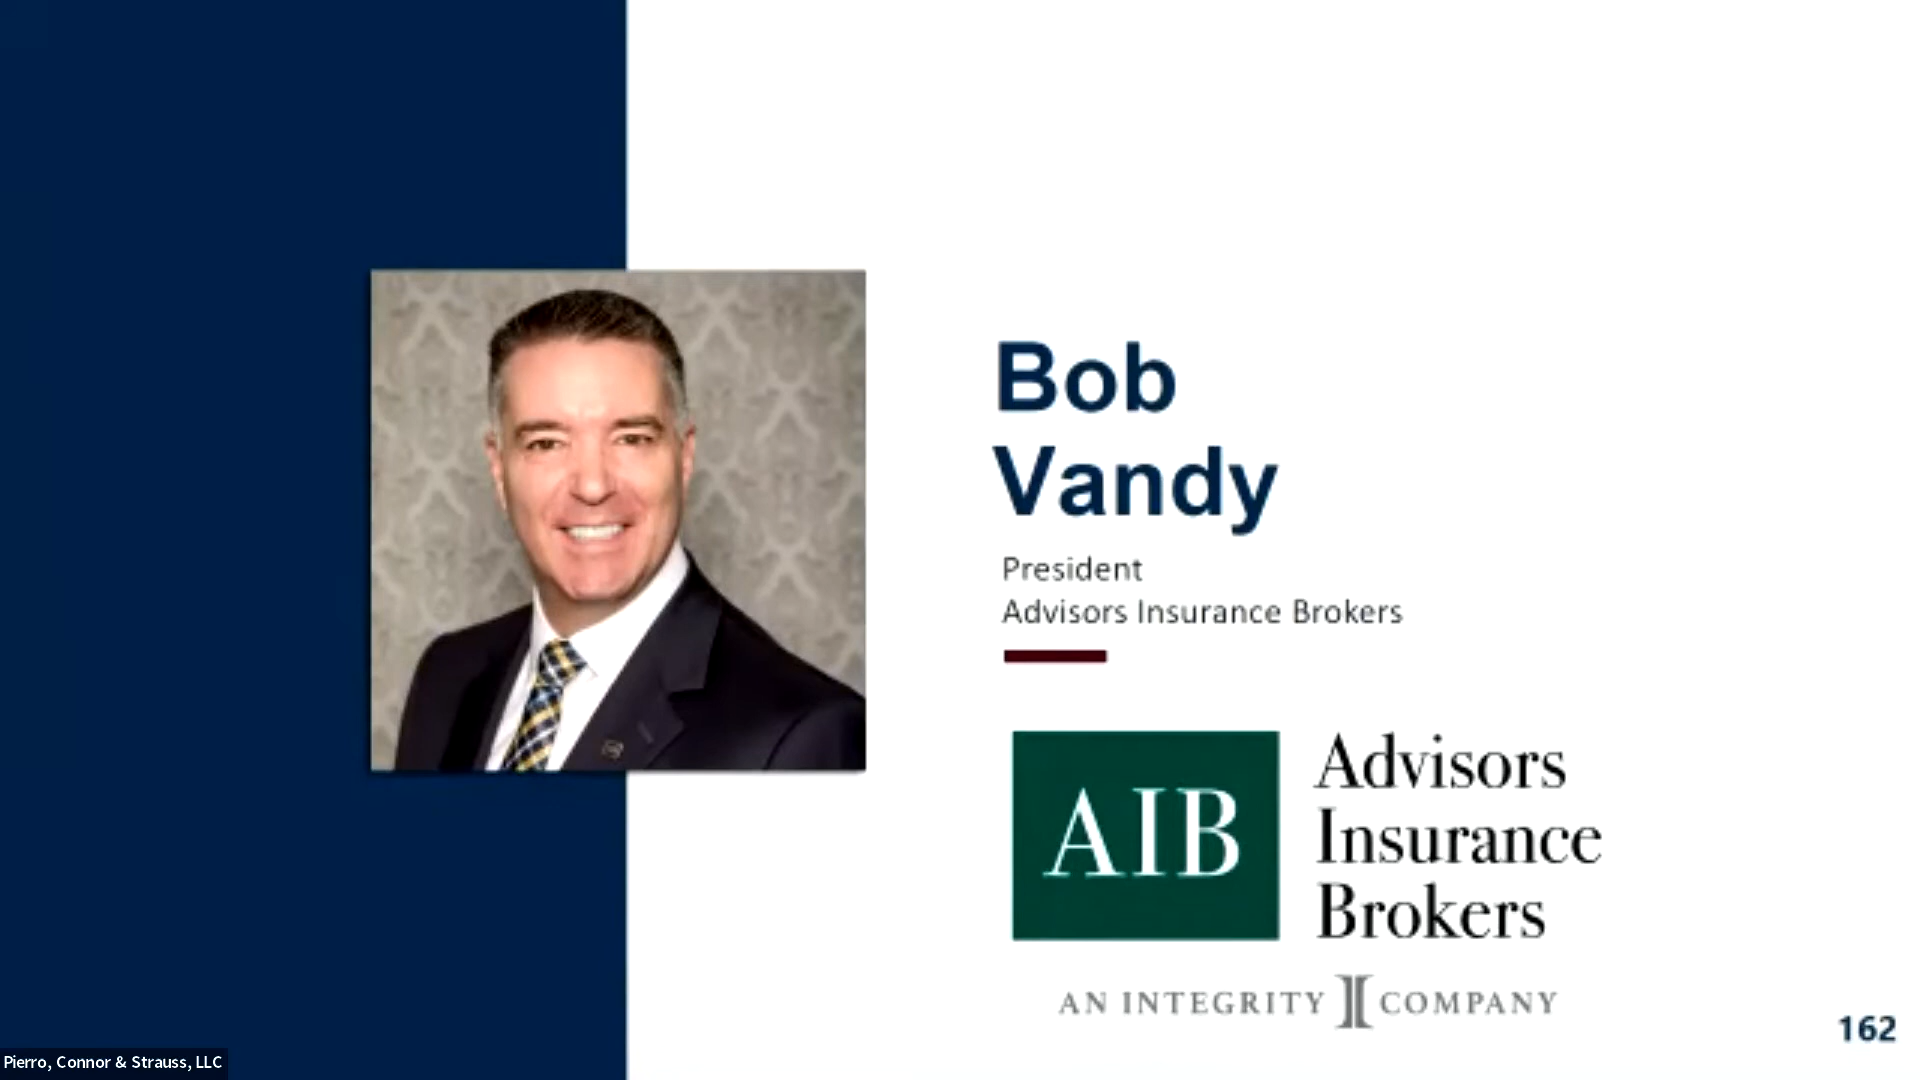 Bob
Vandy
President
Advisors Insurance Brokers
AIB
Advisors
Insurance
Brokers
AN INTEGRITY COMPANY
162
Pierro, Connor & Strauss, LLC